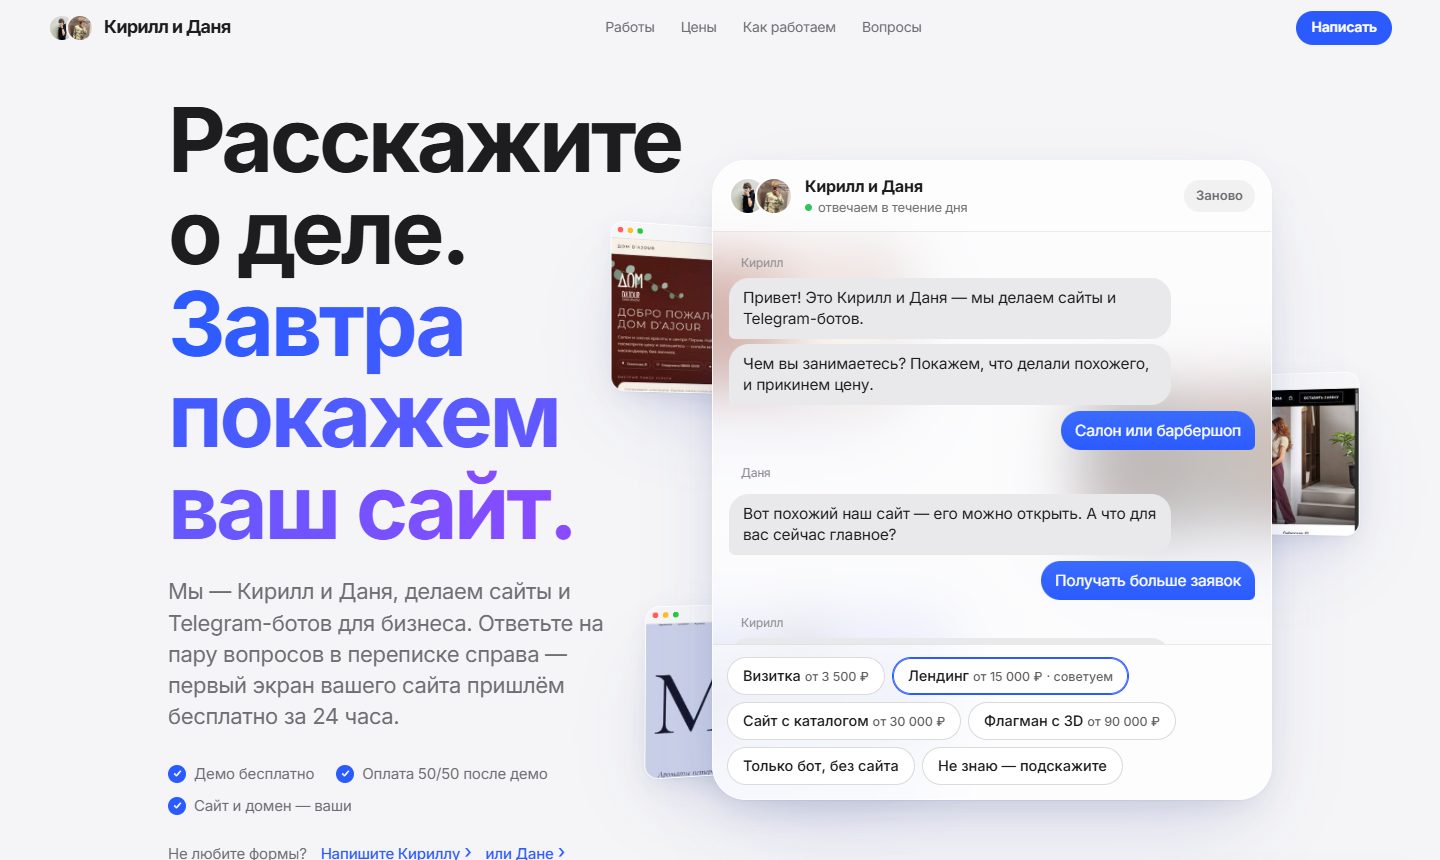 Кирилл и Даня
Работы Цены Как работаем Вопросы
Написать
Расскажите
о деле.
Завтра
покажем
ваш сайт.
Мы — Кирилл и Даня, делаем сайты и
Telegram-ботов для бизнеса. Ответьте на
пару вопросов в переписке справа —
первый экран вашего сайта пришлём
бесплатно за 24 часа.
Демо бесплатно
Оплата 50/50 после демо
Сайт и домен — ваши
Не любите формы? Напишите Кириллу › или Дане ›
ДОМ D'AJOUR
ДОМ
DAJOUR
ДОБРО ПОЖАЛ
ДОМ D'AJOUR
Кирилл и Даня
отвечаем в течение дня
Заново
Кирилл
Привет! Это Кирилл и Даня — мы делаем сайты и
Telegram-ботов.
Чем вы занимаетесь? Покажем, что делали похожего,
и прикинем цену.
Салон или барбершоп
Даня
Вот похожий наш сайт — его можно открыть. А что для
вас сейчас главное?
Получать больше заявок
Кирилл
Визитка от 3 500 ₽
Лендинг от 15 000 ₽ · советуем
Сайт с каталогом от 30 000 ₽
Флагман с 3D от 90 000 ₽
Только бот, без сайта
Не знаю — подскажите
ОСТАВИТЬ ЗАЯВКУ
М